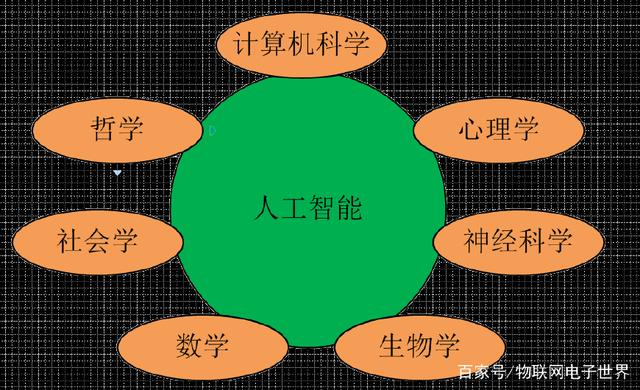 计算机科学
哲学
心理学
人工智能
社会学
神经科学
数学
生物学
百家号/物联网电子世界